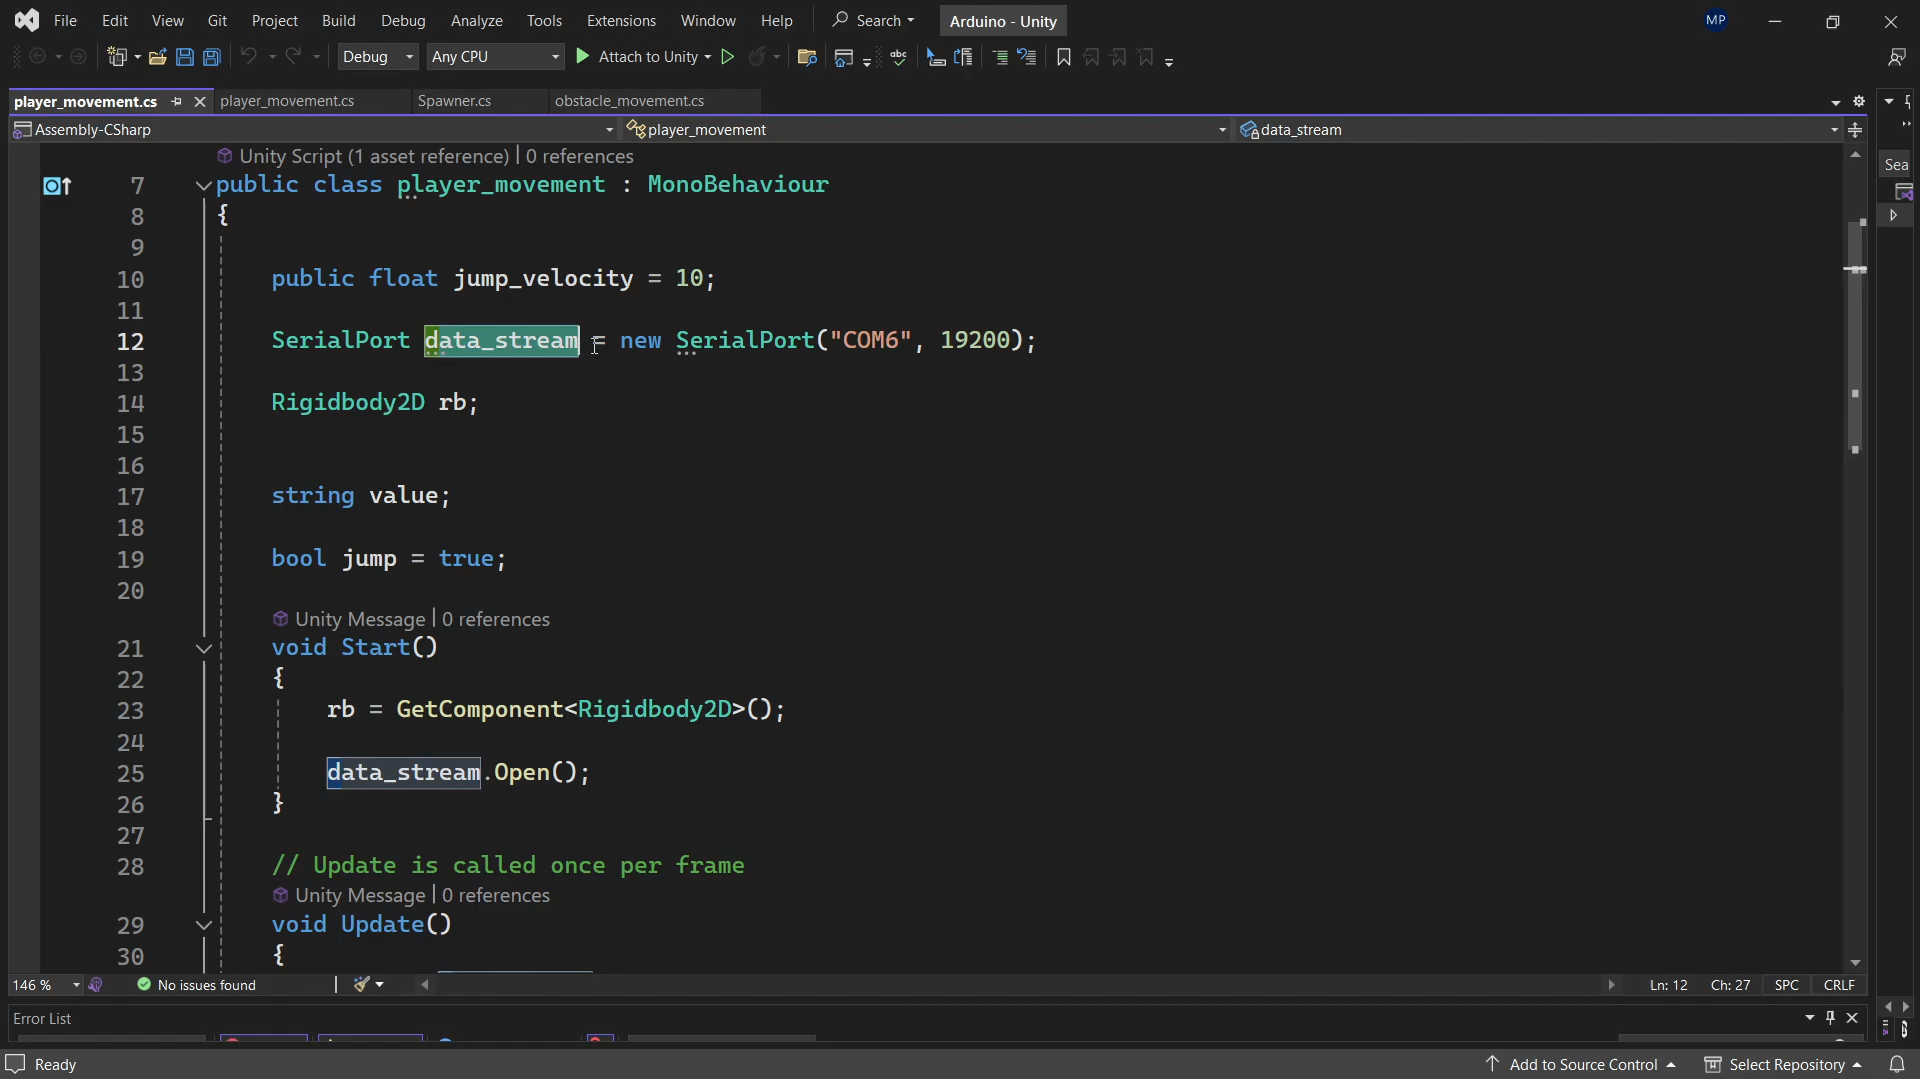 File Edit View Git Project Build Debug Analyze Tools Extensions Window Help Search Arduino - Unity MP
Debug Any CPU Attach to Unity
player_movement.cs player_movement.cs Spawner.cs obstacle_movement.cs
Assembly-CSharp player_movement data_stream
Sea
Unity Script (1 asset reference) | 0 references
7 public class player_movement : MonoBehaviour
8 {
9
10 public float jump_velocity = 10;
11
12 SerialPort data_stream = new SerialPort("COM6", 19200);
13
14 Rigidbody2D rb;
15
16
17 string value;
18
19 bool jump = true;
20
Unity Message | 0 references
21 void Start()
22 {
23 rb = GetComponent<Rigidbody2D>();
24
25 data_stream.Open();
26 }
27
28 // Update is called once per frame
Unity Message | 0 references
29 void Update()
30 {
146 % No issues found Ln: 12 Ch: 27 SPC CRLF
Error List
Ready Add to Source Control Select Repository